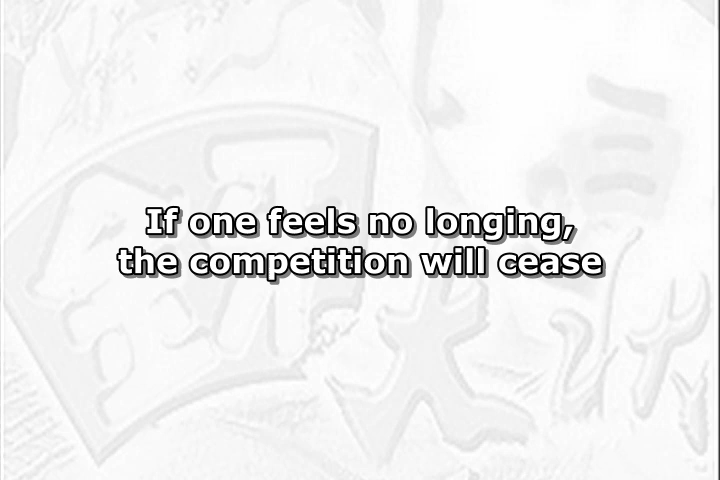 If one feels no longing,
the competition will cease